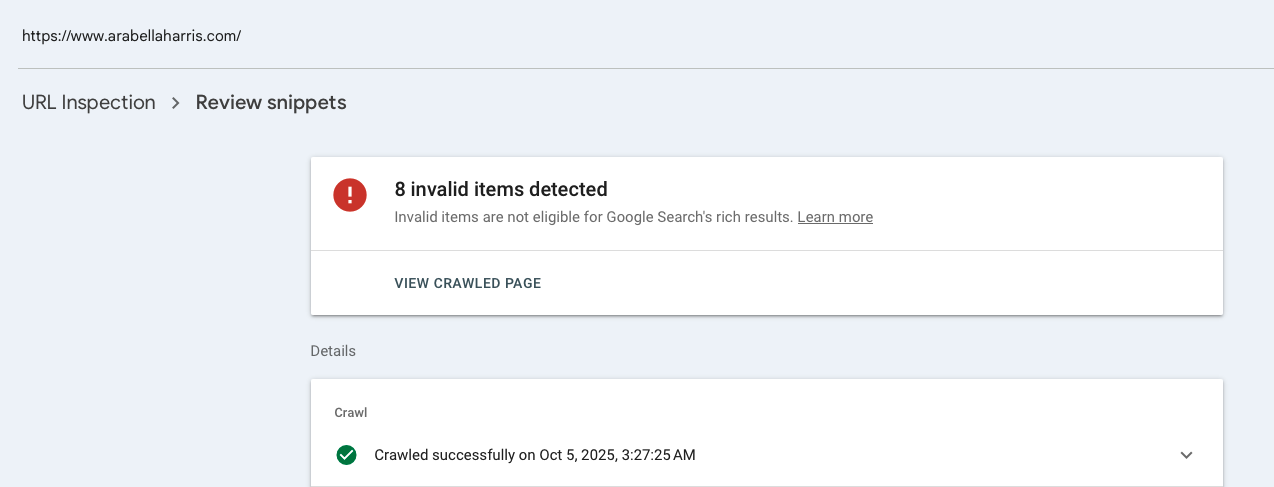 https://www.arabellaharris.com/
URL Inspection > Review snippets
8 invalid items detected
Invalid items are not eligible for Google Search's rich results. Learn more
VIEW CRAWLED PAGE
Details
Crawl
Crawled successfully on Oct 5, 2025, 3:27:25 AM